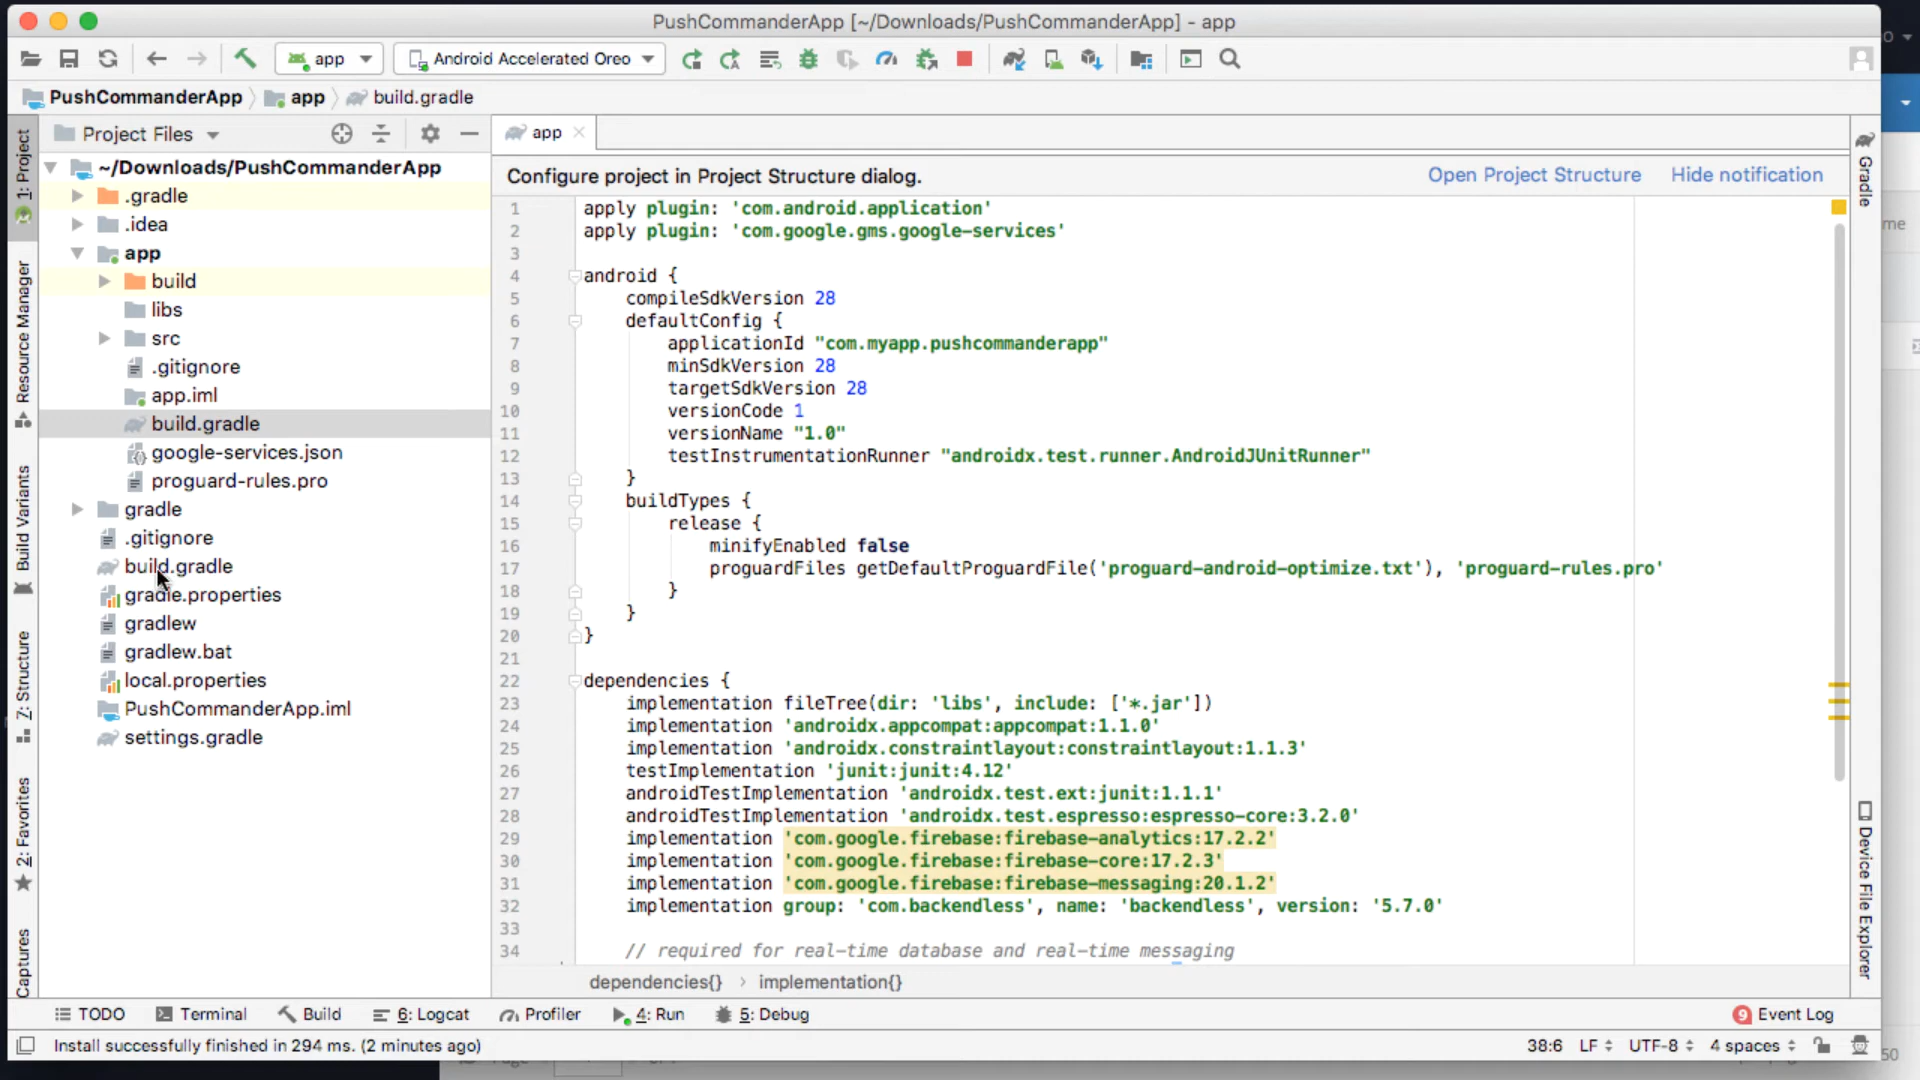 PushCommanderApp [~/Downloads/PushCommanderApp] - app
app
Android Accelerated Oreo
PushCommanderApp
app
build.gradle
1: Project
Resource Manager
Build Variants
Z: Structure
2: Favorites
Captures
Project Files
~/Downloads/PushCommanderApp
.gradle
.idea
app
build
libs
src
.gitignore
app.iml
build.gradle
google-services.json
proguard-rules.pro
gradle
.gitignore
build.gradle
gradle.properties
gradlew
gradlew.bat
local.properties
PushCommanderApp.iml
settings.gradle
app
Configure project in Project Structure dialog.
Open Project Structure
Hide notification
1 apply plugin: 'com.android.application'
2 apply plugin: 'com.google.gms.google-services'
3
4 android {
5 compileSdkVersion 28
6 defaultConfig {
7 applicationId "com.myapp.pushcommanderapp"
8 minSdkVersion 28
9 targetSdkVersion 28
10 versionCode 1
11 versionName "1.0"
12 testInstrumentationRunner "androidx.test.runner.AndroidJUnitRunner"
13 }
14 buildTypes {
15 release {
16 minifyEnabled false
17 proguardFiles getDefaultProguardFile('proguard-android-optimize.txt'), 'proguard-rules.pro'
18 }
19 }
20 }
21
22 dependencies {
23 implementation fileTree(dir: 'libs', include: ['*.jar'])
24 implementation 'androidx.appcompat:appcompat:1.1.0'
25 implementation 'androidx.constraintlayout:constraintlayout:1.1.3'
26 testImplementation 'junit:junit:4.12'
27 androidTestImplementation 'androidx.test.ext:junit:1.1.1'
28 androidTestImplementation 'androidx.test.espresso:espresso-core:3.2.0'
29 implementation 'com.google.firebase:firebase-analytics:17.2.2'
30 implementation 'com.google.firebase:firebase-core:17.2.3'
31 implementation 'com.google.firebase:firebase-messaging:20.1.2'
32 implementation group: 'com.backendless', name: 'backendless', version: '5.7.0'
33
34 // required for real-time database and real-time messaging
dependencies{} › implementation{}
Gradle
Device File Explorer
TODO
Terminal
Build
6: Logcat
Profiler
4: Run
5: Debug
9 Event Log
Install successfully finished in 294 ms. (2 minutes ago)
38:6
LF
UTF-8
4 spaces
me
50